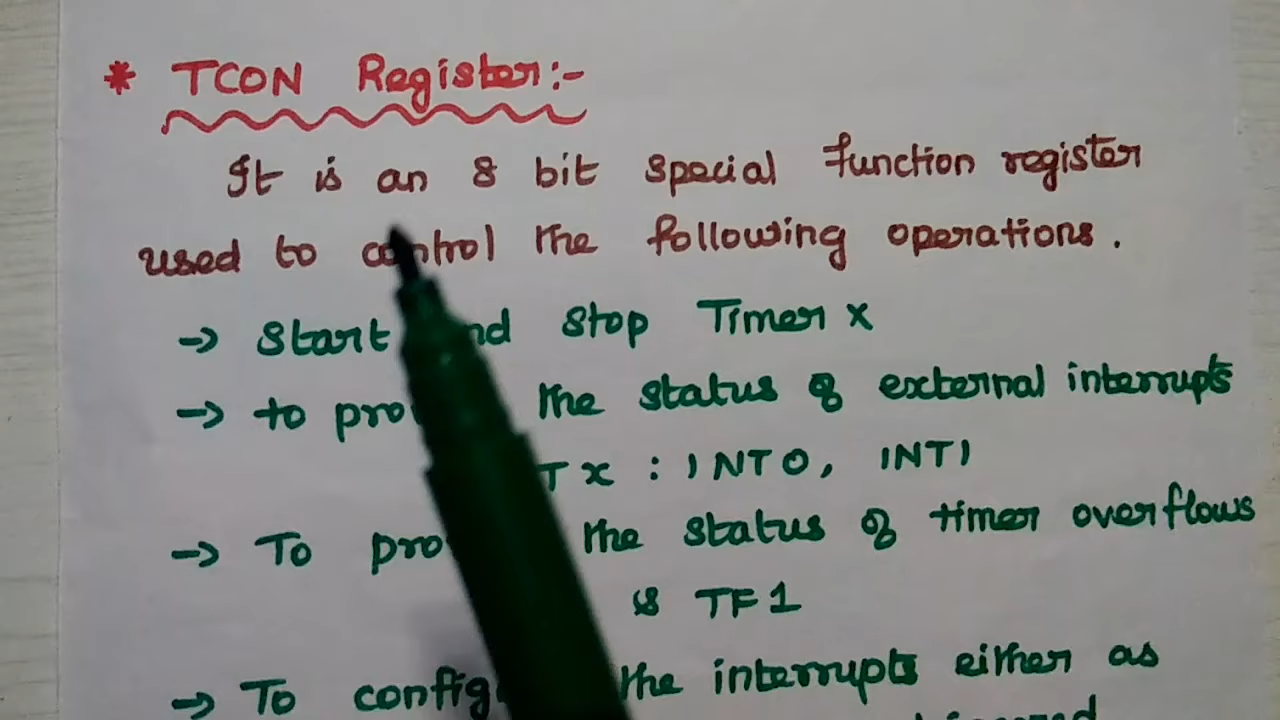 * TCON Register:-
It is an 8 bit special function register
used to control the following operations.
→ Start and stop Timer x
→ to pro the status of external interrupts
Tx : INT0, INT1
→ To pro the status of timer overflows
is TF1
→ To config the interrupts either as